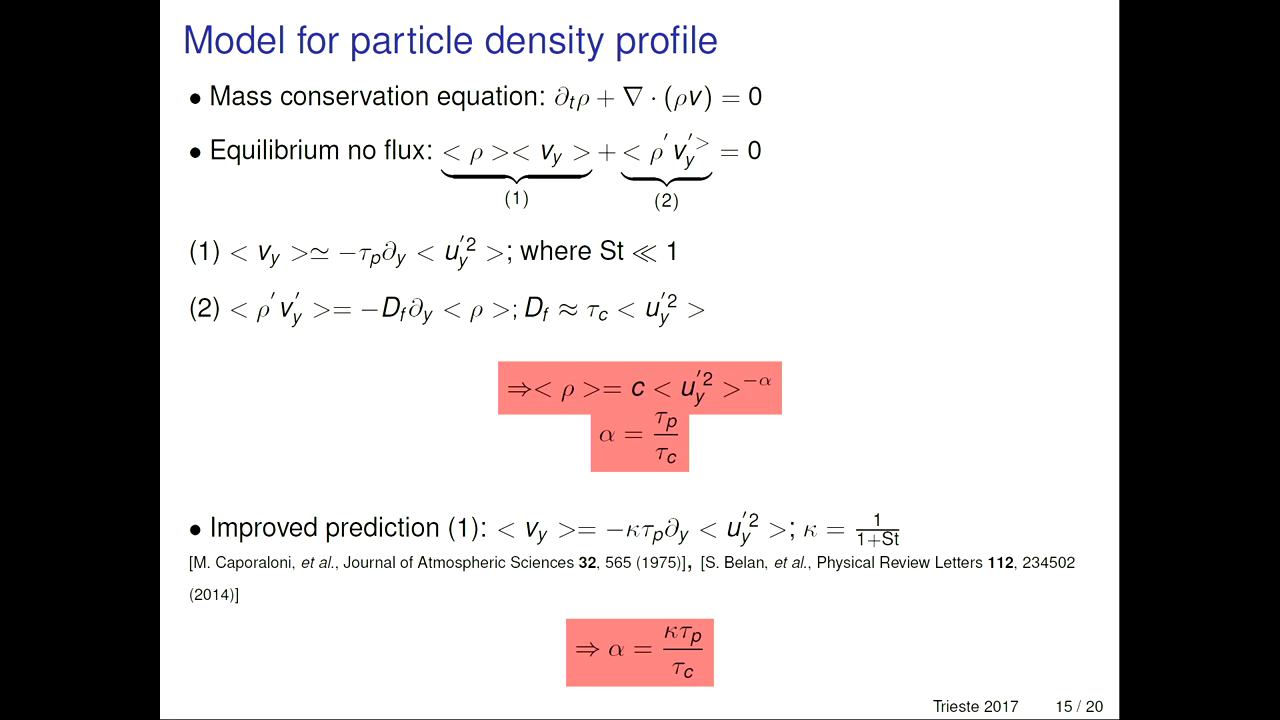 Model for particle density profile
• Mass conservation equation: ∂ₜρ + ∇ · (ρv) = 0
• Equilibrium no flux: < ρ >< v_y > + < ρ′ v_y′ > = 0
(1) (2)
(1) < v_y > ≃ −τ_p ∂_y < u_y′² >; where St ≪ 1
(2) < ρ′ v_y′ >= −D_f ∂_y < ρ >; D_f ≈ τ_c < u_y′² >
⇒< ρ >= c < u_y′² >^−α
α = τ_p / τ_c
• Improved prediction (1): < v_y >= −κτ_p ∂_y < u_y′² >; κ = 1 / 1+St
[M. Caporaloni, et al., Journal of Atmospheric Sciences 32, 565 (1975)], [S. Belan, et al., Physical Review Letters 112, 234502
(2014)]
⇒ α = κτ_p / τ_c
Trieste 2017 15 / 20